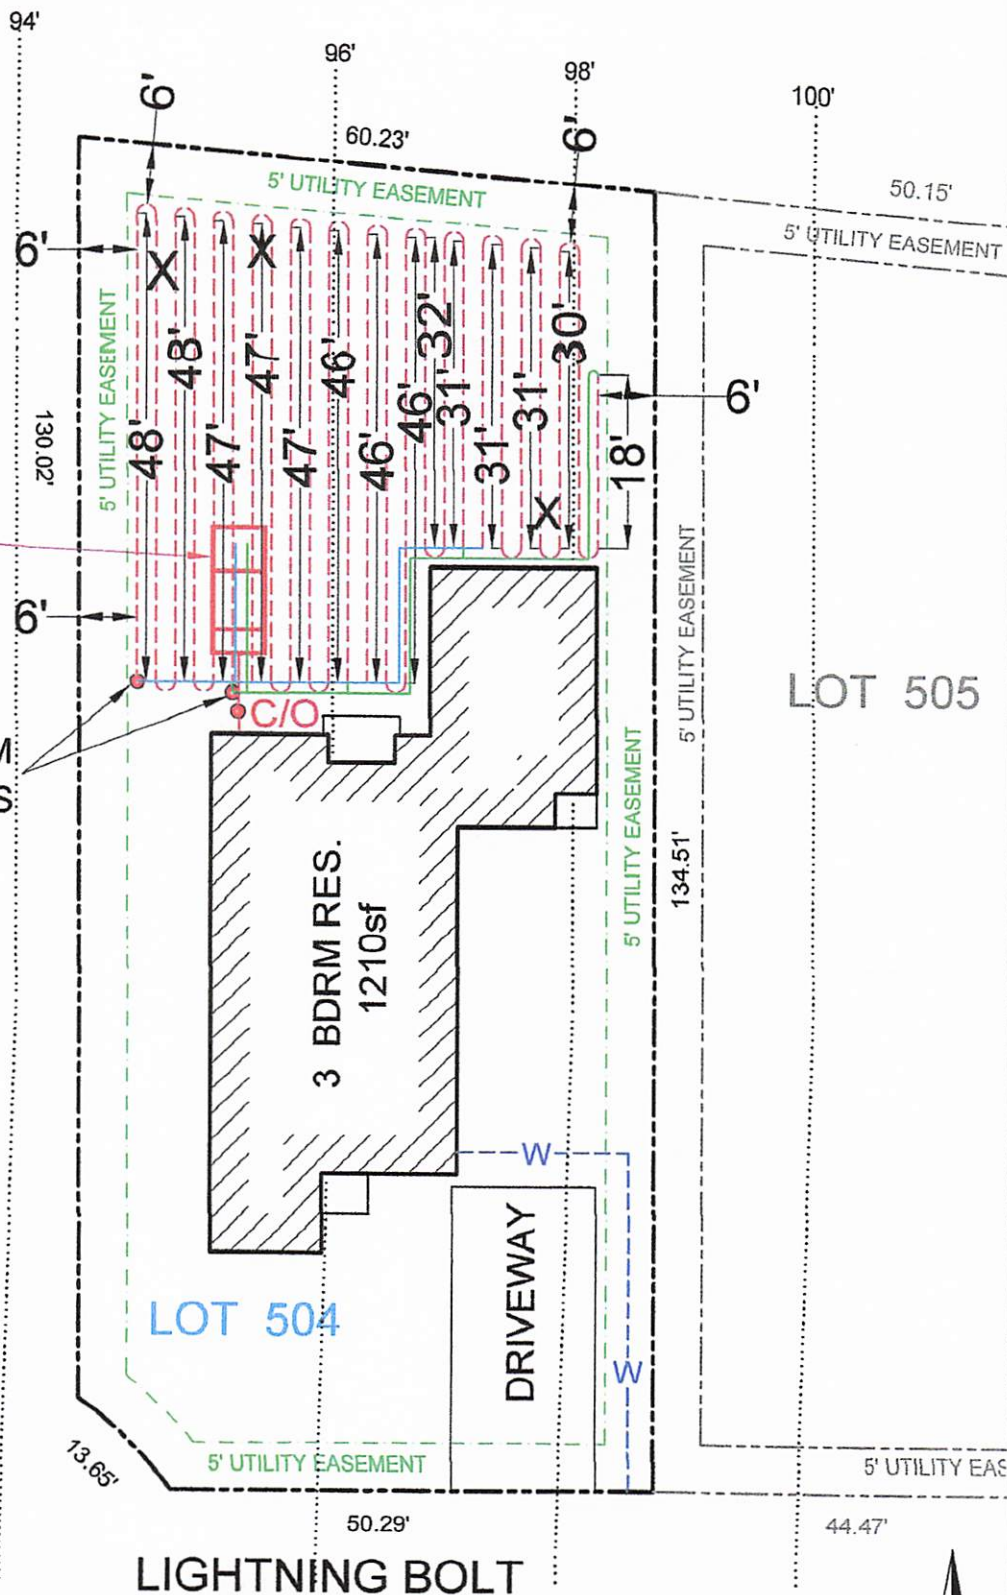 94'
96'
98'
100'
6'
6'
60.23'
5' UTILITY EASEMENT
50.15'
5' UTILITY EASEMENT
6'
X
X
5' UTILITY EASEMENT
130.02'
48'
48'
47'
47'
47'
46'
46'
46'
32'
31'
31'
31'
30'
18'
6'
X
6'
5' UTILITY EASEMENT
LOT 505
C/O
M
S
5' UTILITY EASEMENT
134.51'
3 BDRM RES.
1210sf
W
W
DRIVEWAY
LOT 504
13.65'
5' UTILITY EASEMENT
5' UTILITY EAS
50.29'
44.47'
LIGHTNING BOLT